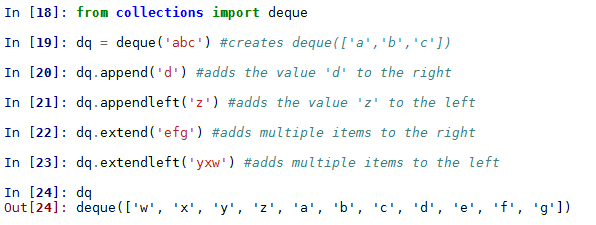 In [18]: from collections import deque
In [19]: dq = deque('abc') #creates deque(['a','b','c'])
In [20]: dq.append('d') #adds the value 'd' to the right
In [21]: dq.appendleft('z') #adds the value 'z' to the left
In [22]: dq.extend('efg') #adds multiple items to the right
In [23]: dq.extendleft('yxw') #adds multiple items to the left
In [24]: dq
Out[24]: deque(['w', 'x', 'y', 'z', 'a', 'b', 'c', 'd', 'e', 'f', 'g'])